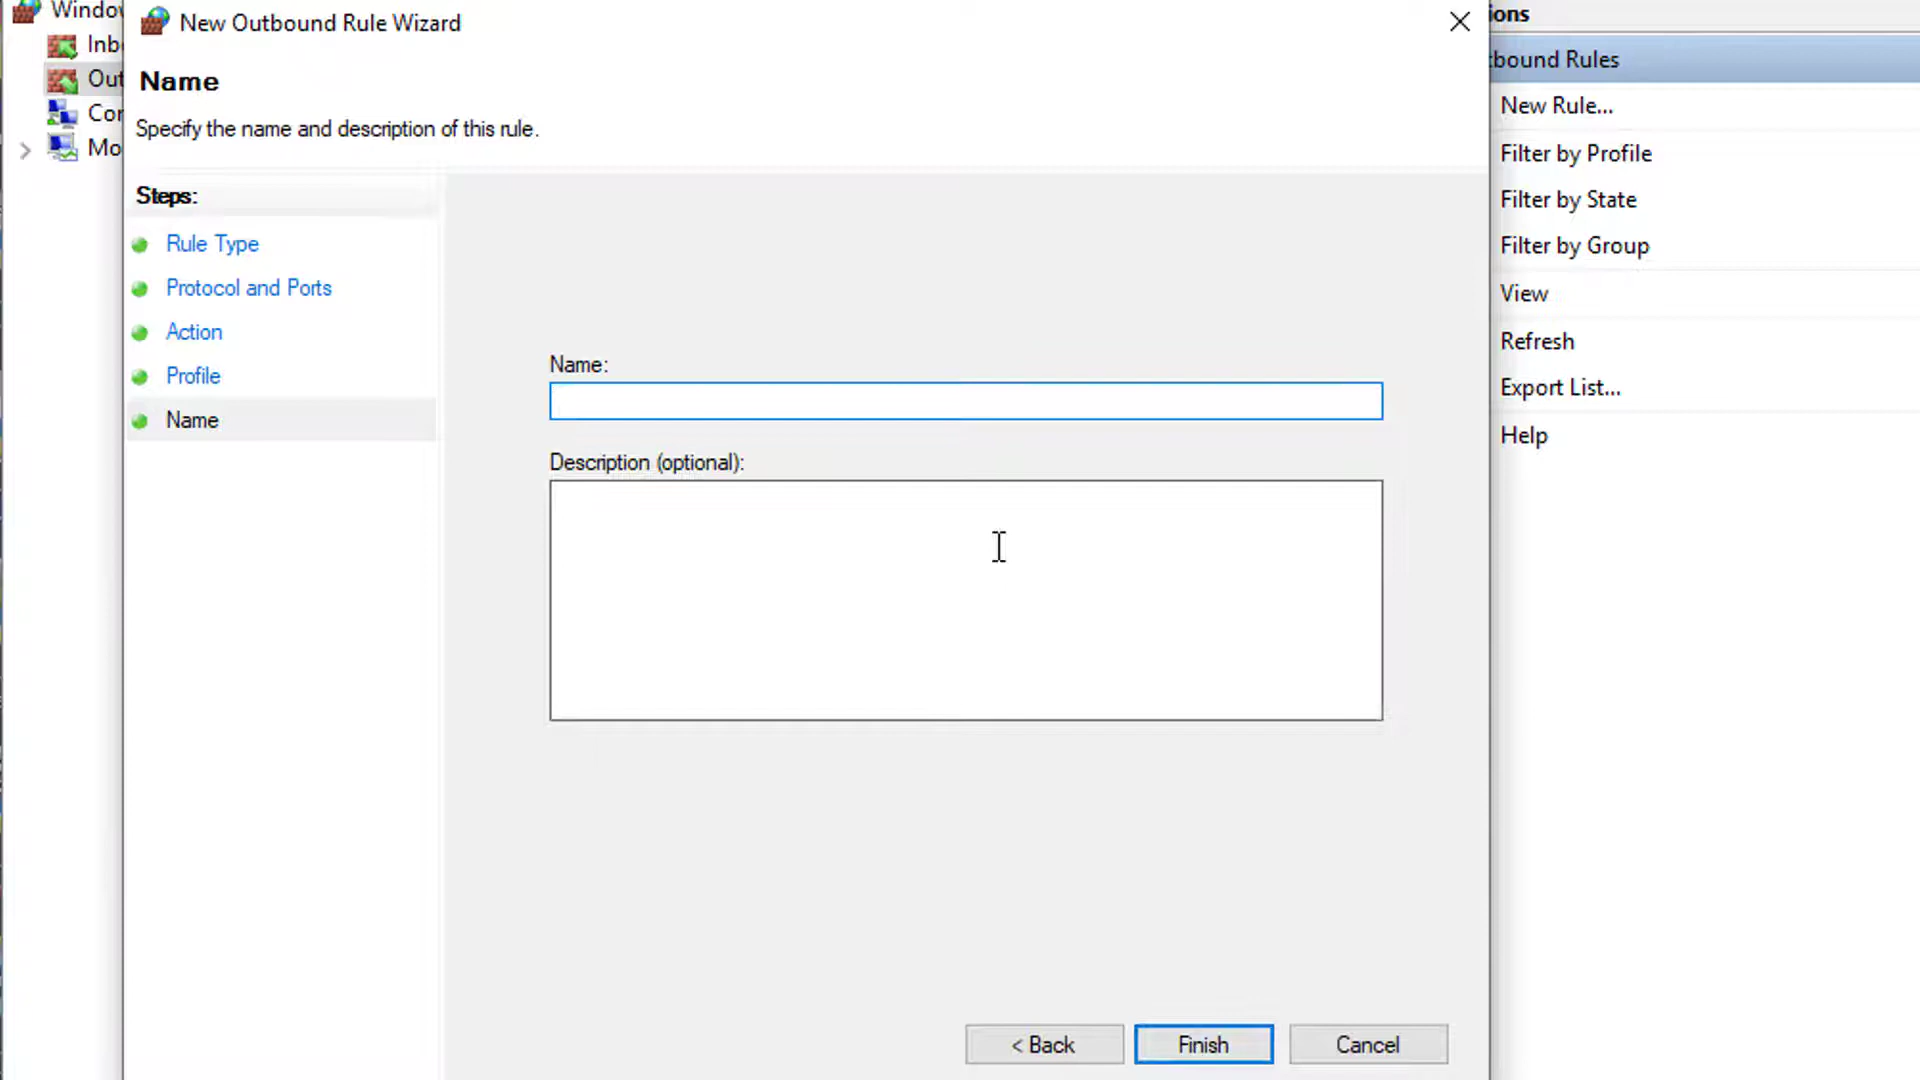 New Outbound Rule Wizard
Name
Specify the name and description of this rule.
Steps:
Rule Type
Protocol and Ports
Action
Profile
Name
Name:
Description (optional):
< Back
Finish
Cancel
New Rule...
Filter by Profile
Filter by State
Filter by Group
View
Refresh
Export List...
Help
Windo
Inb
Out
Co
Mo
ions
bound Rules